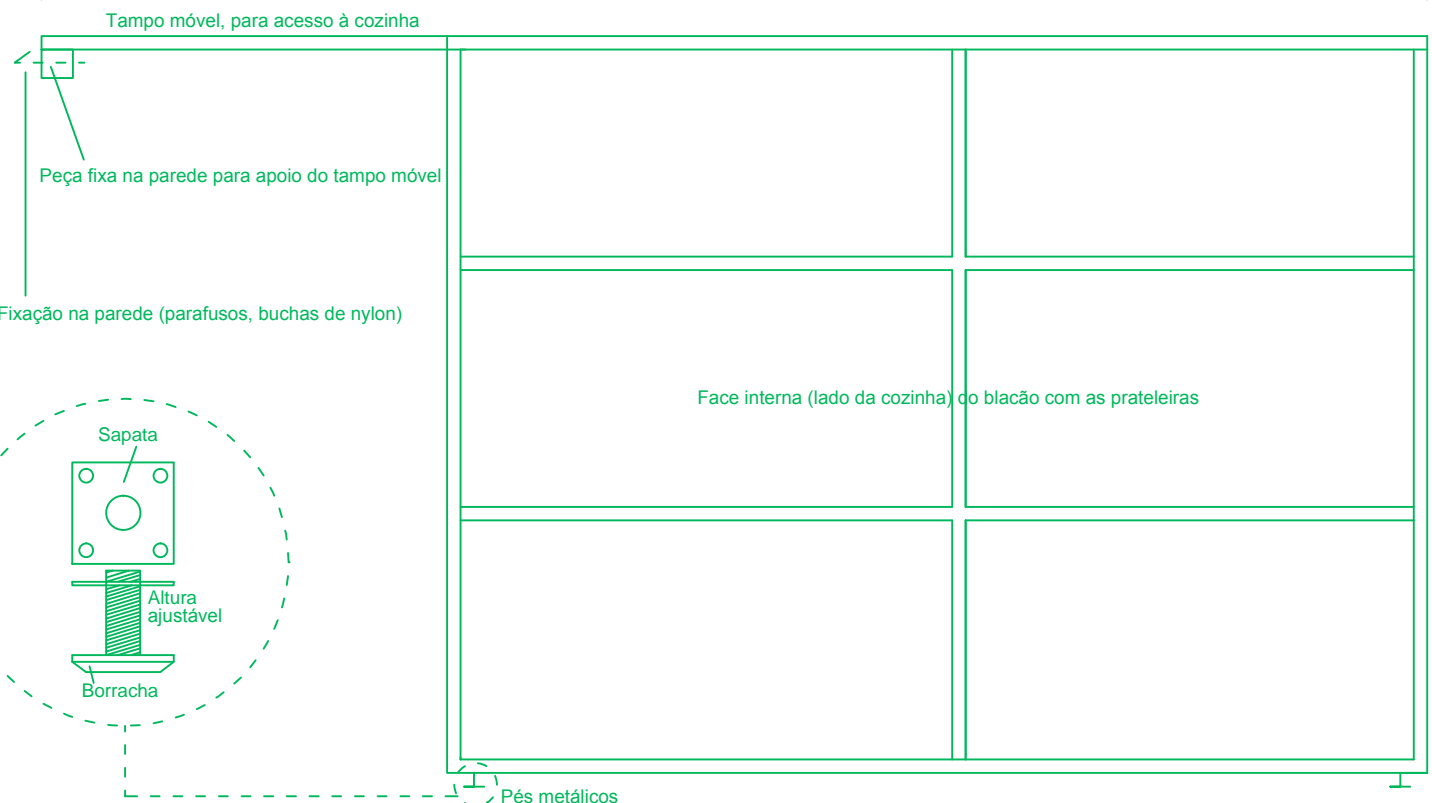 Tampo móvel, para acesso à cozinha
Peça fixa na parede para apoio do tampo móvel
Fixação na parede (parafusos, buchas de nylon)
Face interna (lado da cozinha) do blacão com as prateleiras
Sapata
Altura
ajustável
Borracha
Pés metálicos